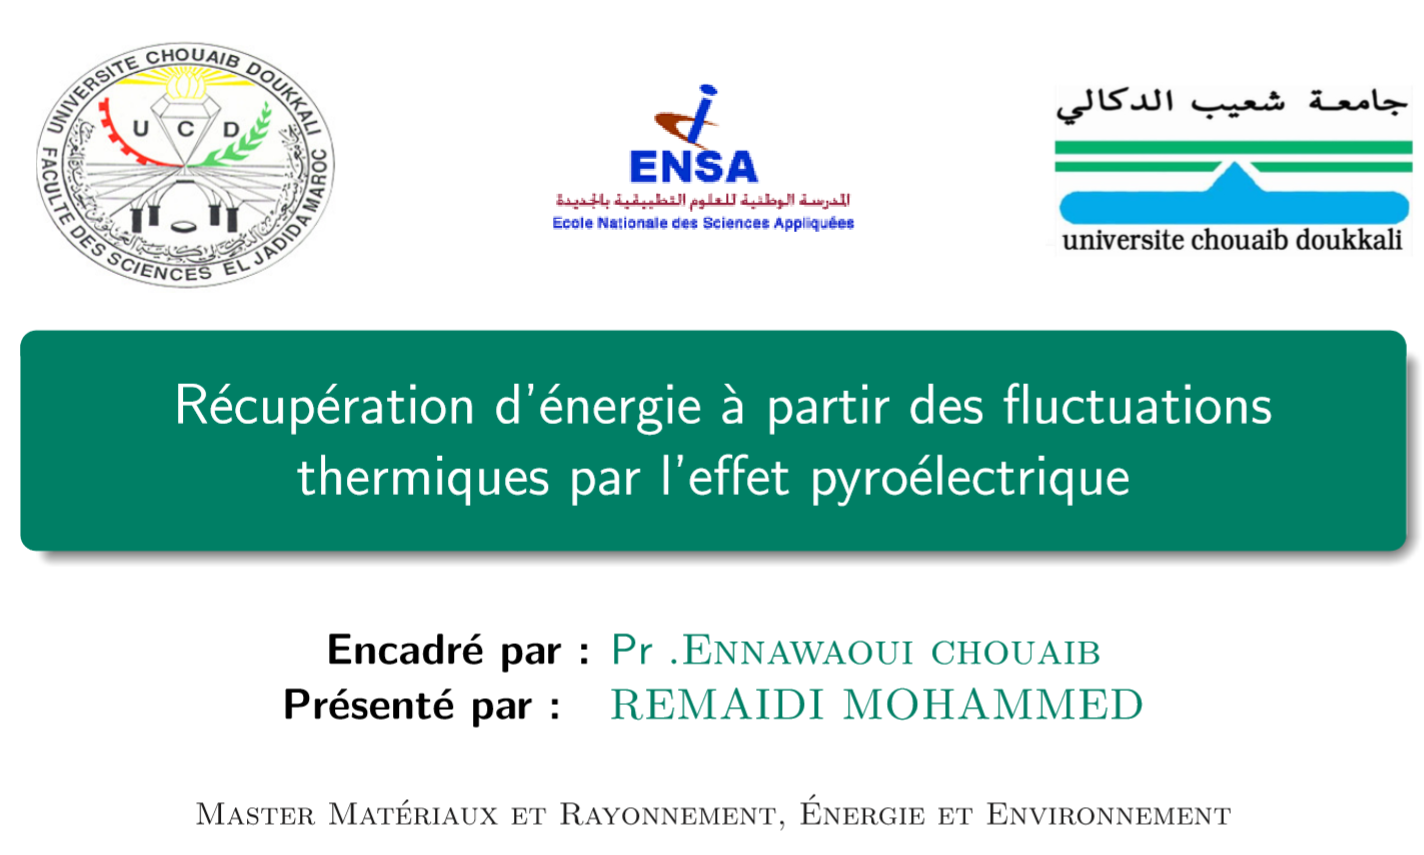 UNIVERSITE CHOUAIB DOUKKALI
FACULTE DES SCIENCES EL JADIDA MAROC
U C D
ENSA
المدرسة الوطنية للعلوم التطبيقية بالجديدة
Ecole Nationale des Sciences Appliquées
جامعة شعيب الدكالي
universite chouaib doukkali
Récupération d'énergie à partir des fluctuations
thermiques par l'effet pyroélectrique
Encadré par : Pr .Ennawaoui chouaib
Présenté par : REMAIDI MOHAMMED
Master Matériaux et Rayonnement, Énergie et Environnement